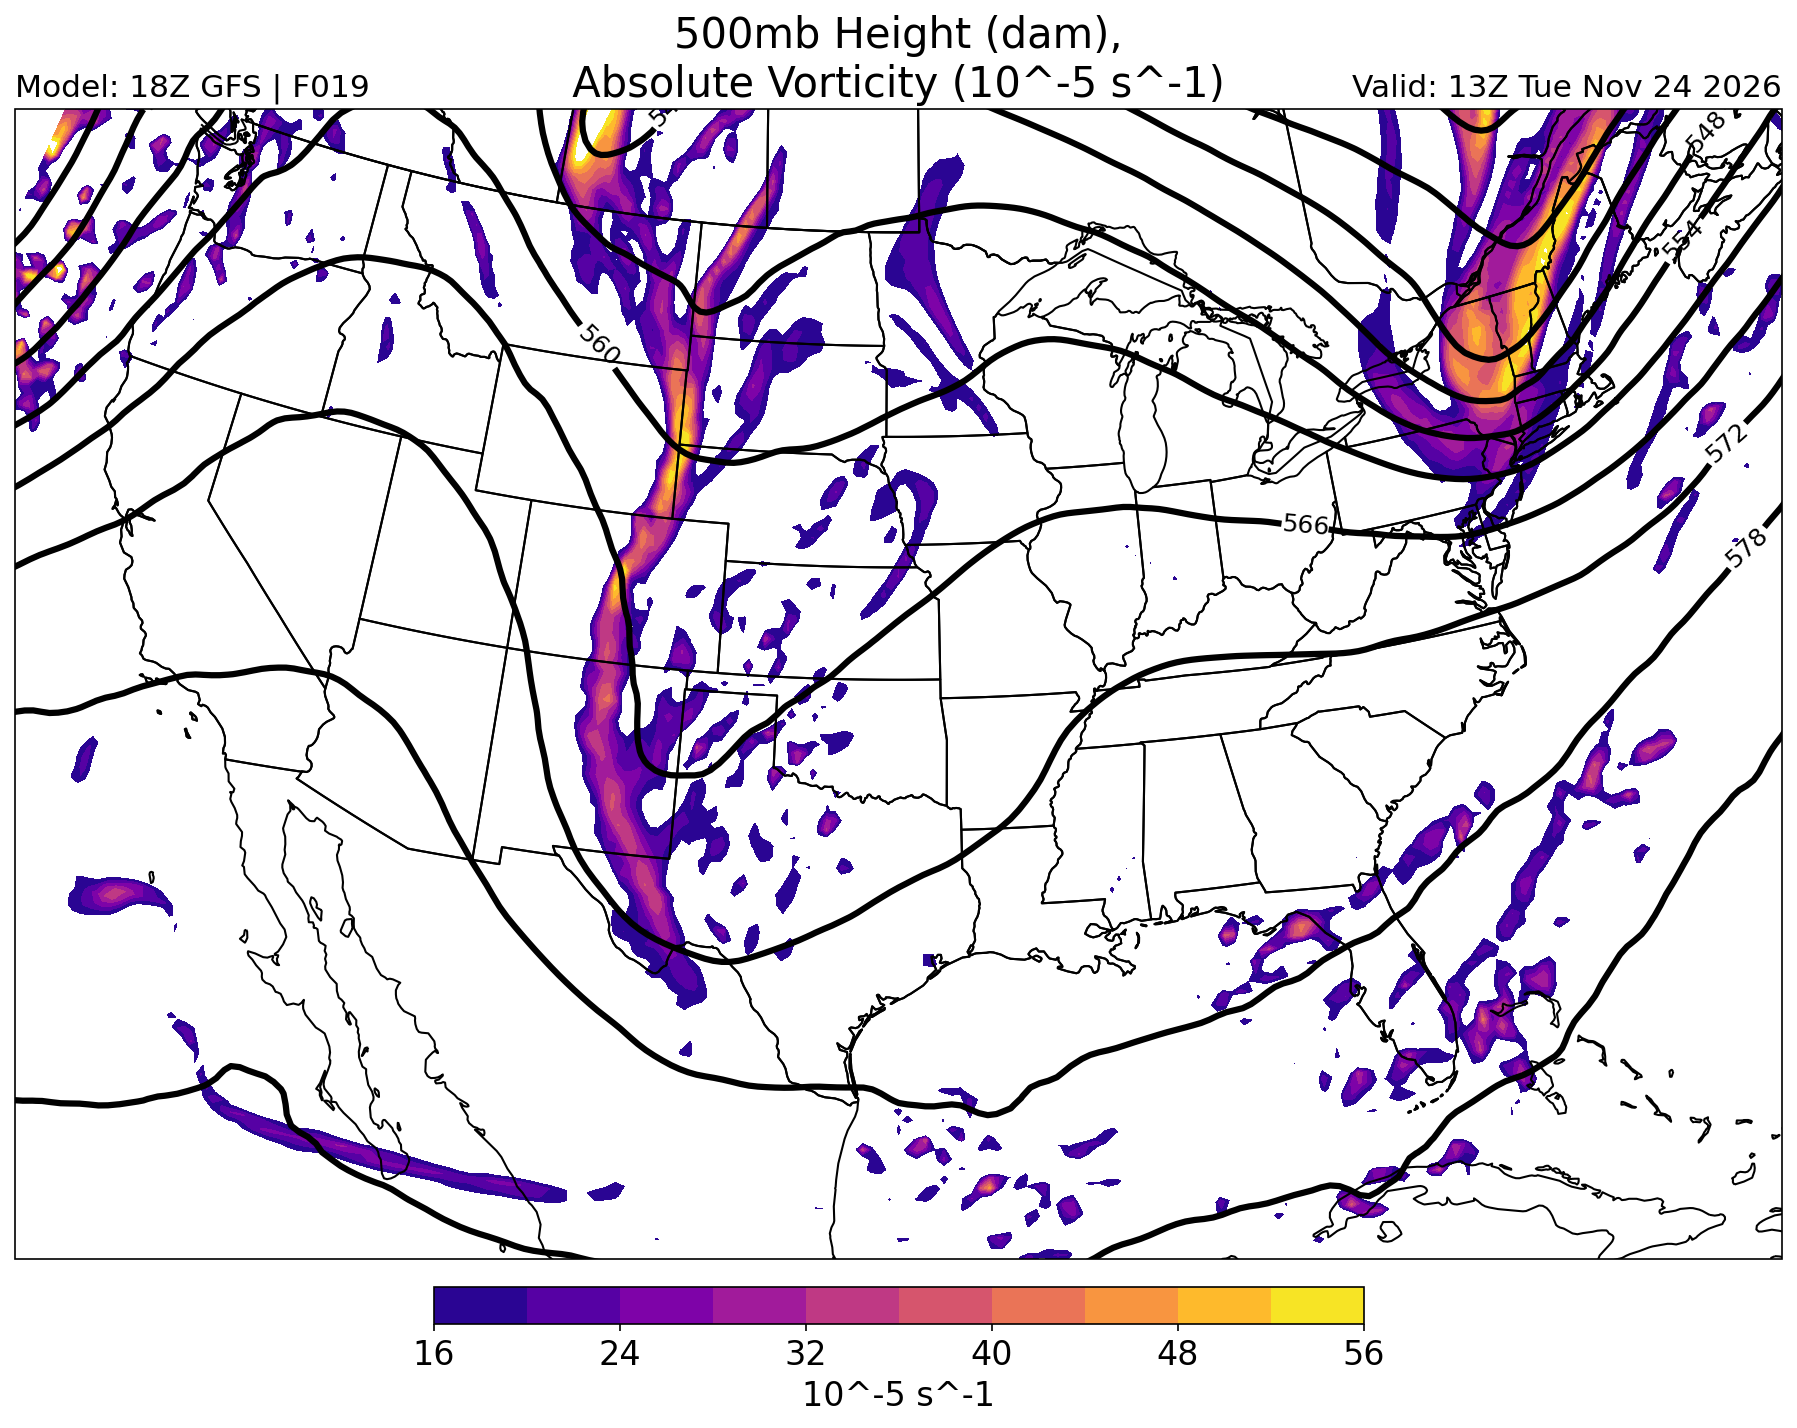 500mb Height (dam),
Model: 18Z GFS | F019
Absolute Vorticity (10^-5 s^-1)
Valid: 13Z Tue Nov 24 2026
548
554
560
572
566
578
16 24 32 40 48 56
10^-5 s^-1